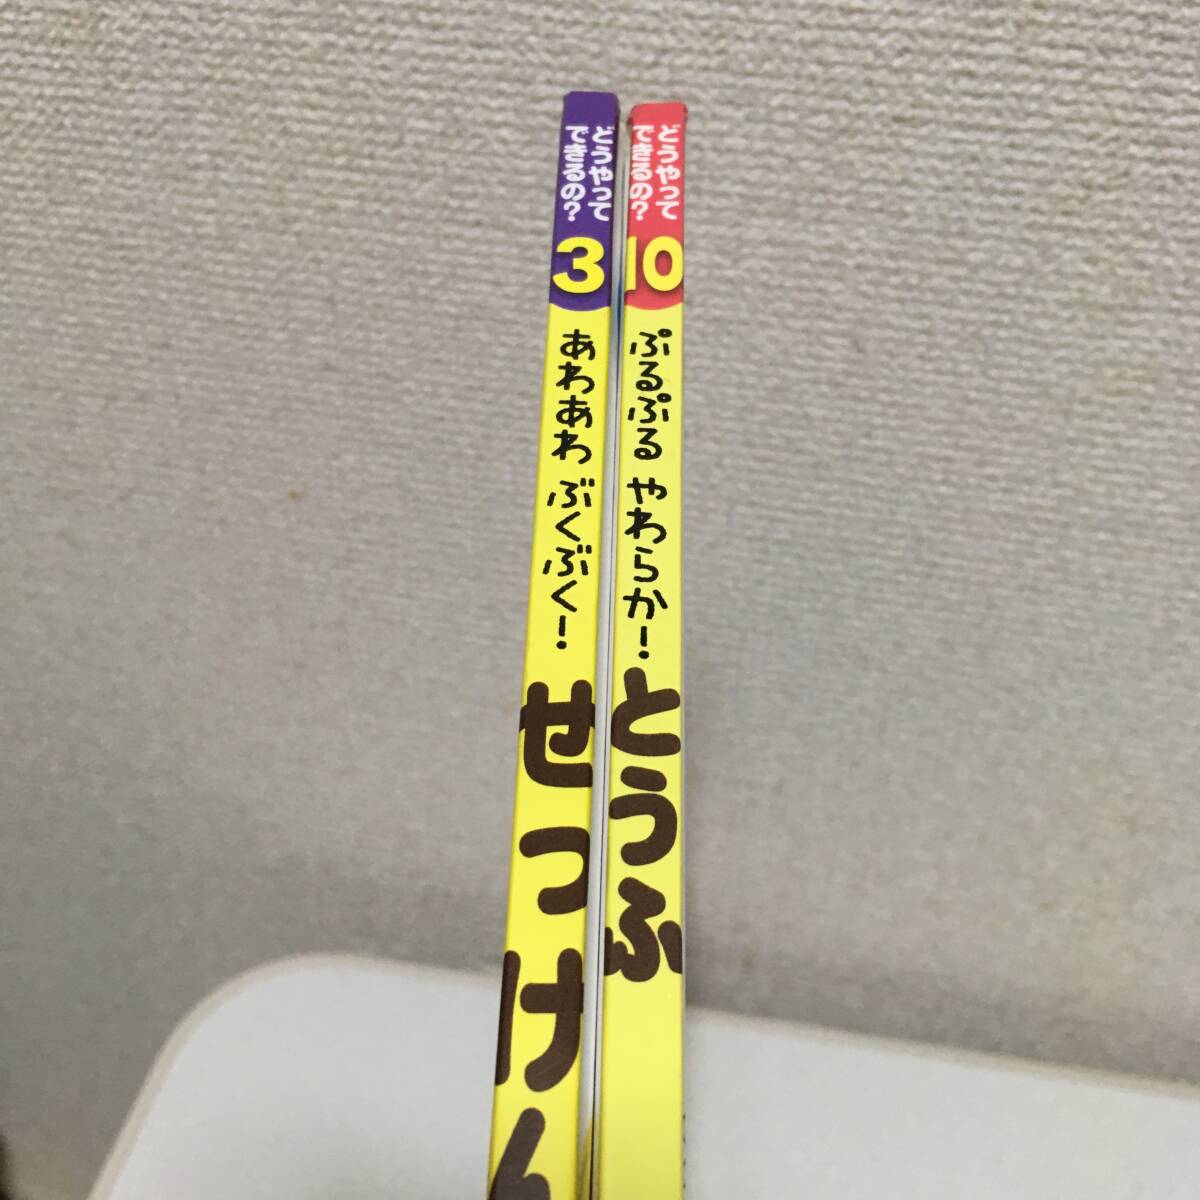 どうやって
できるの?
3
あわあわ ぶくぶく!
せっけん
どうやって
できるの?
10
ぷるぷる やわらか!
とうふ